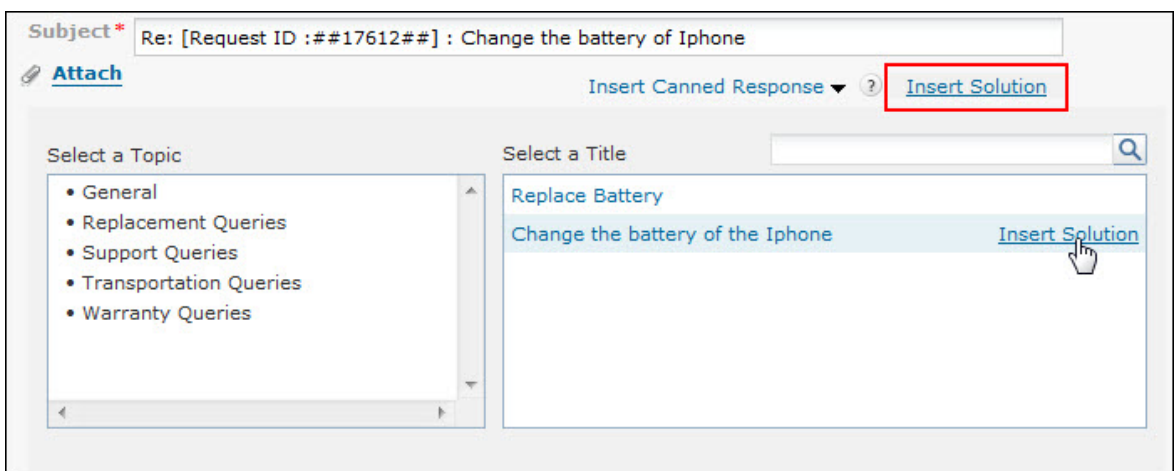 Subject*
Re: [Request ID :##17612##] : Change the battery of Iphone
Attach
Insert Canned Response ? Insert Solution
Select a Topic
• General
• Replacement Queries
• Support Queries
• Transportation Queries
• Warranty Queries
Select a Title
Replace Battery
Change the battery of the Iphone Insert Solution